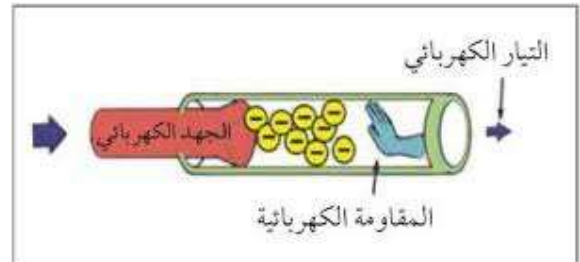 التيار الكهربائي
الجهد الكهربائي
المقاومة الكهربائية